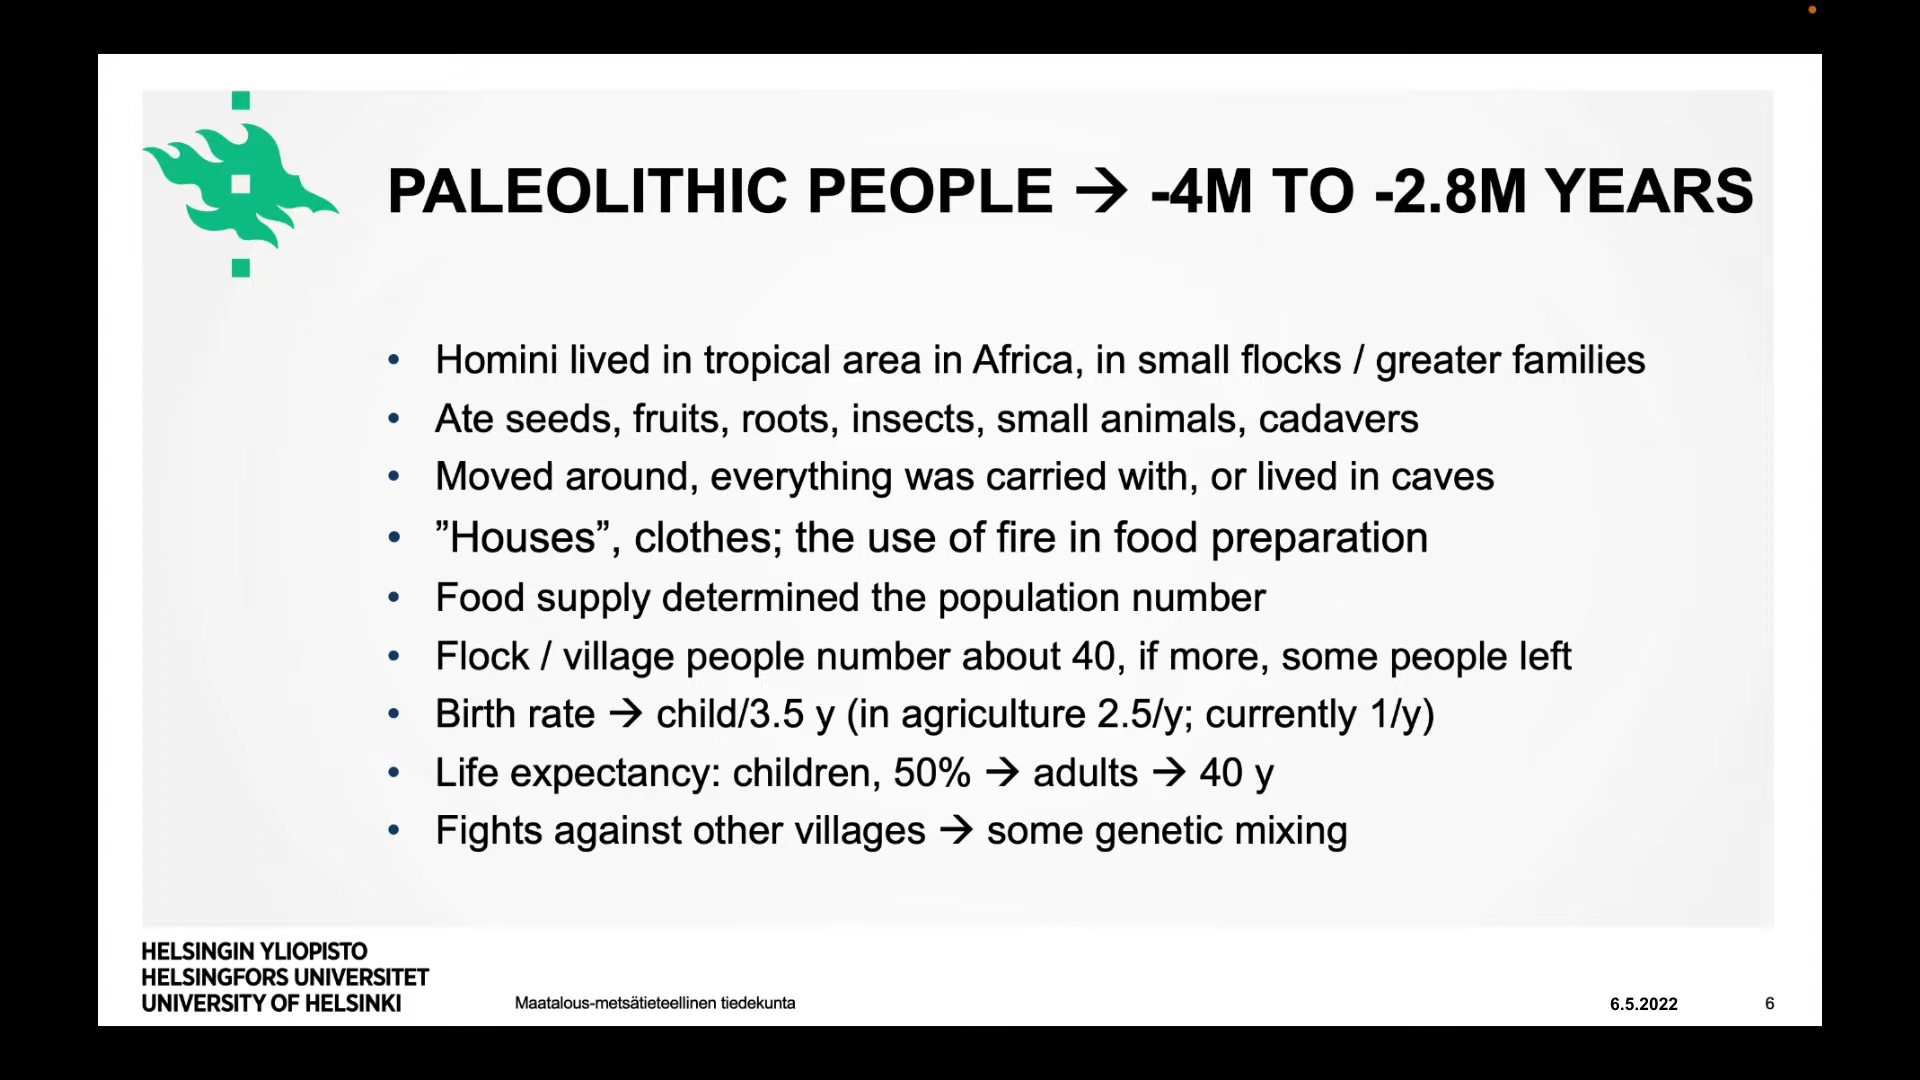 PALEOLITHIC PEOPLE → -4M TO -2.8M YEARS
• Homini lived in tropical area in Africa, in small flocks / greater families
• Ate seeds, fruits, roots, insects, small animals, cadavers
• Moved around, everything was carried with, or lived in caves
• ”Houses”, clothes; the use of fire in food preparation
• Food supply determined the population number
• Flock / village people number about 40, if more, some people left
• Birth rate → child/3.5 y (in agriculture 2.5/y; currently 1/y)
• Life expectancy: children, 50% → adults → 40 y
• Fights against other villages → some genetic mixing
HELSINGIN YLIOPISTO
HELSINGFORS UNIVERSITET
UNIVERSITY OF HELSINKI
Maatalous-metsätieteellinen tiedekunta
6.5.2022
6